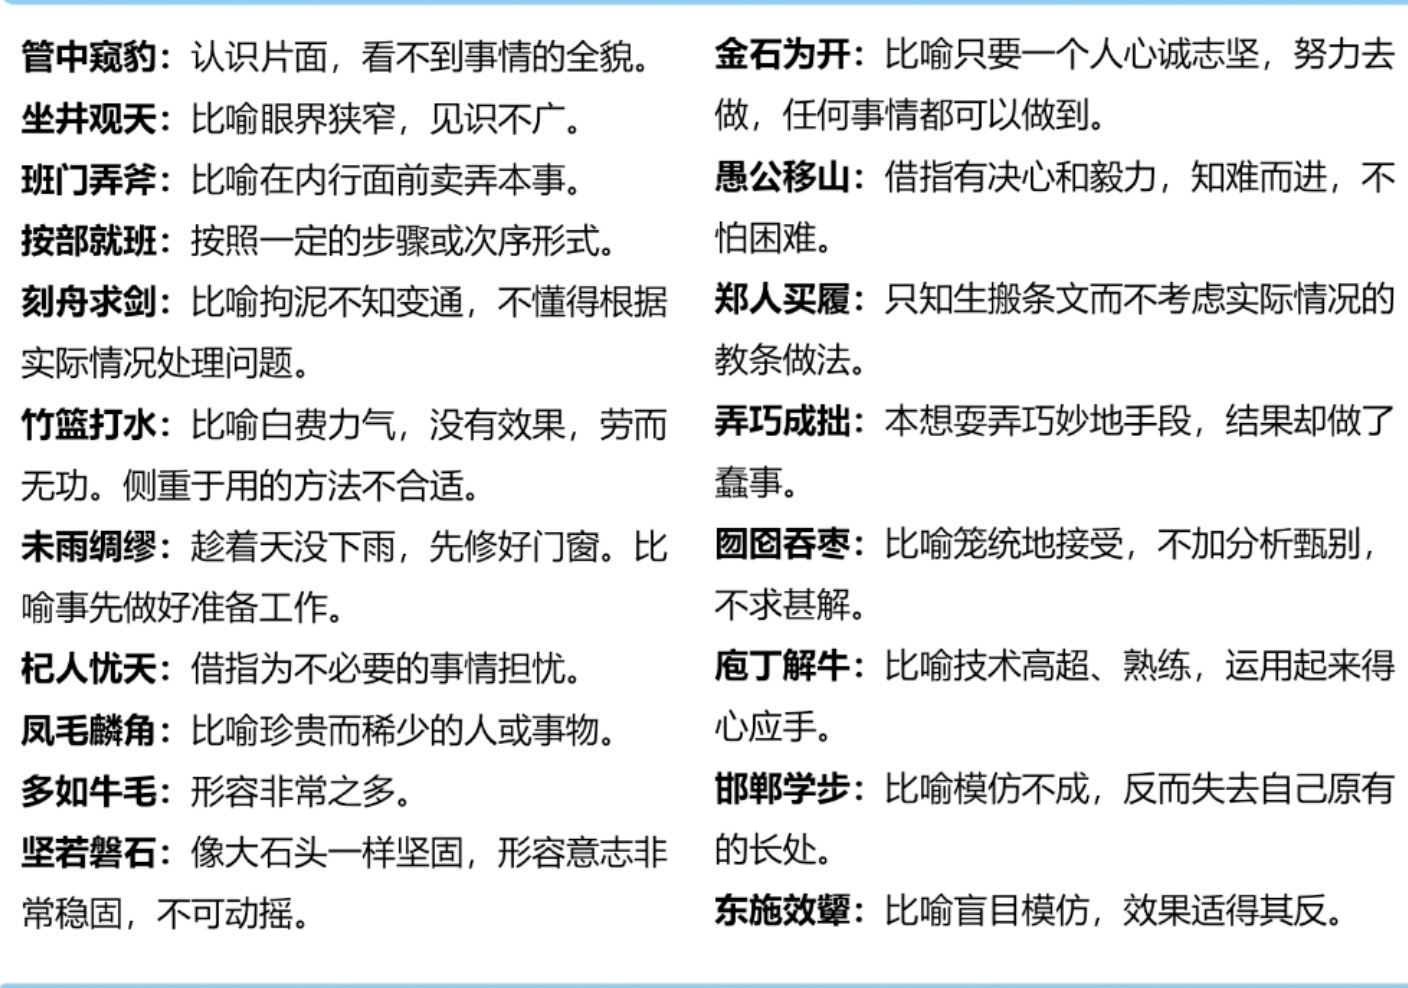 管中窥豹：认识片面，看不到事情的全貌。
坐井观天：比喻眼界狭窄，见识不广。
班门弄斧：比喻在内行面前卖弄本事。
按部就班：按照一定的步骤或次序形式。
刻舟求剑：比喻拘泥不知变通，不懂得根据
实际情况处理问题。
竹篮打水：比喻白费力气，没有效果，劳而
无功。侧重于用的方法不合适。
未雨绸缪：趁着天没下雨，先修好门窗。比
喻事先做好准备工作。
杞人忧天：借指为不必要的事情担忧。
凤毛麟角：比喻珍贵而稀少的人或事物。
多如牛毛：形容非常之多。
坚若磐石：像大石头一样坚固，形容意志非
常稳固，不可动摇。
金石为开：比喻只要一个人心诚志坚，努力去
做，任何事情都可以做到。
愚公移山：借指有决心和毅力，知难而进，不
怕困难。
郑人买履：只知生搬条文而不考虑实际情况的
教条做法。
弄巧成拙：本想耍弄巧妙地手段，结果却做了
蠢事。
囫囵吞枣：比喻笼统地接受，不加分析甄别，
不求甚解。
庖丁解牛：比喻技术高超、熟练，运用起来得
心应手。
邯郸学步：比喻模仿不成，反而失去自己原有
的长处。
东施效颦：比喻盲目模仿，效果适得其反。